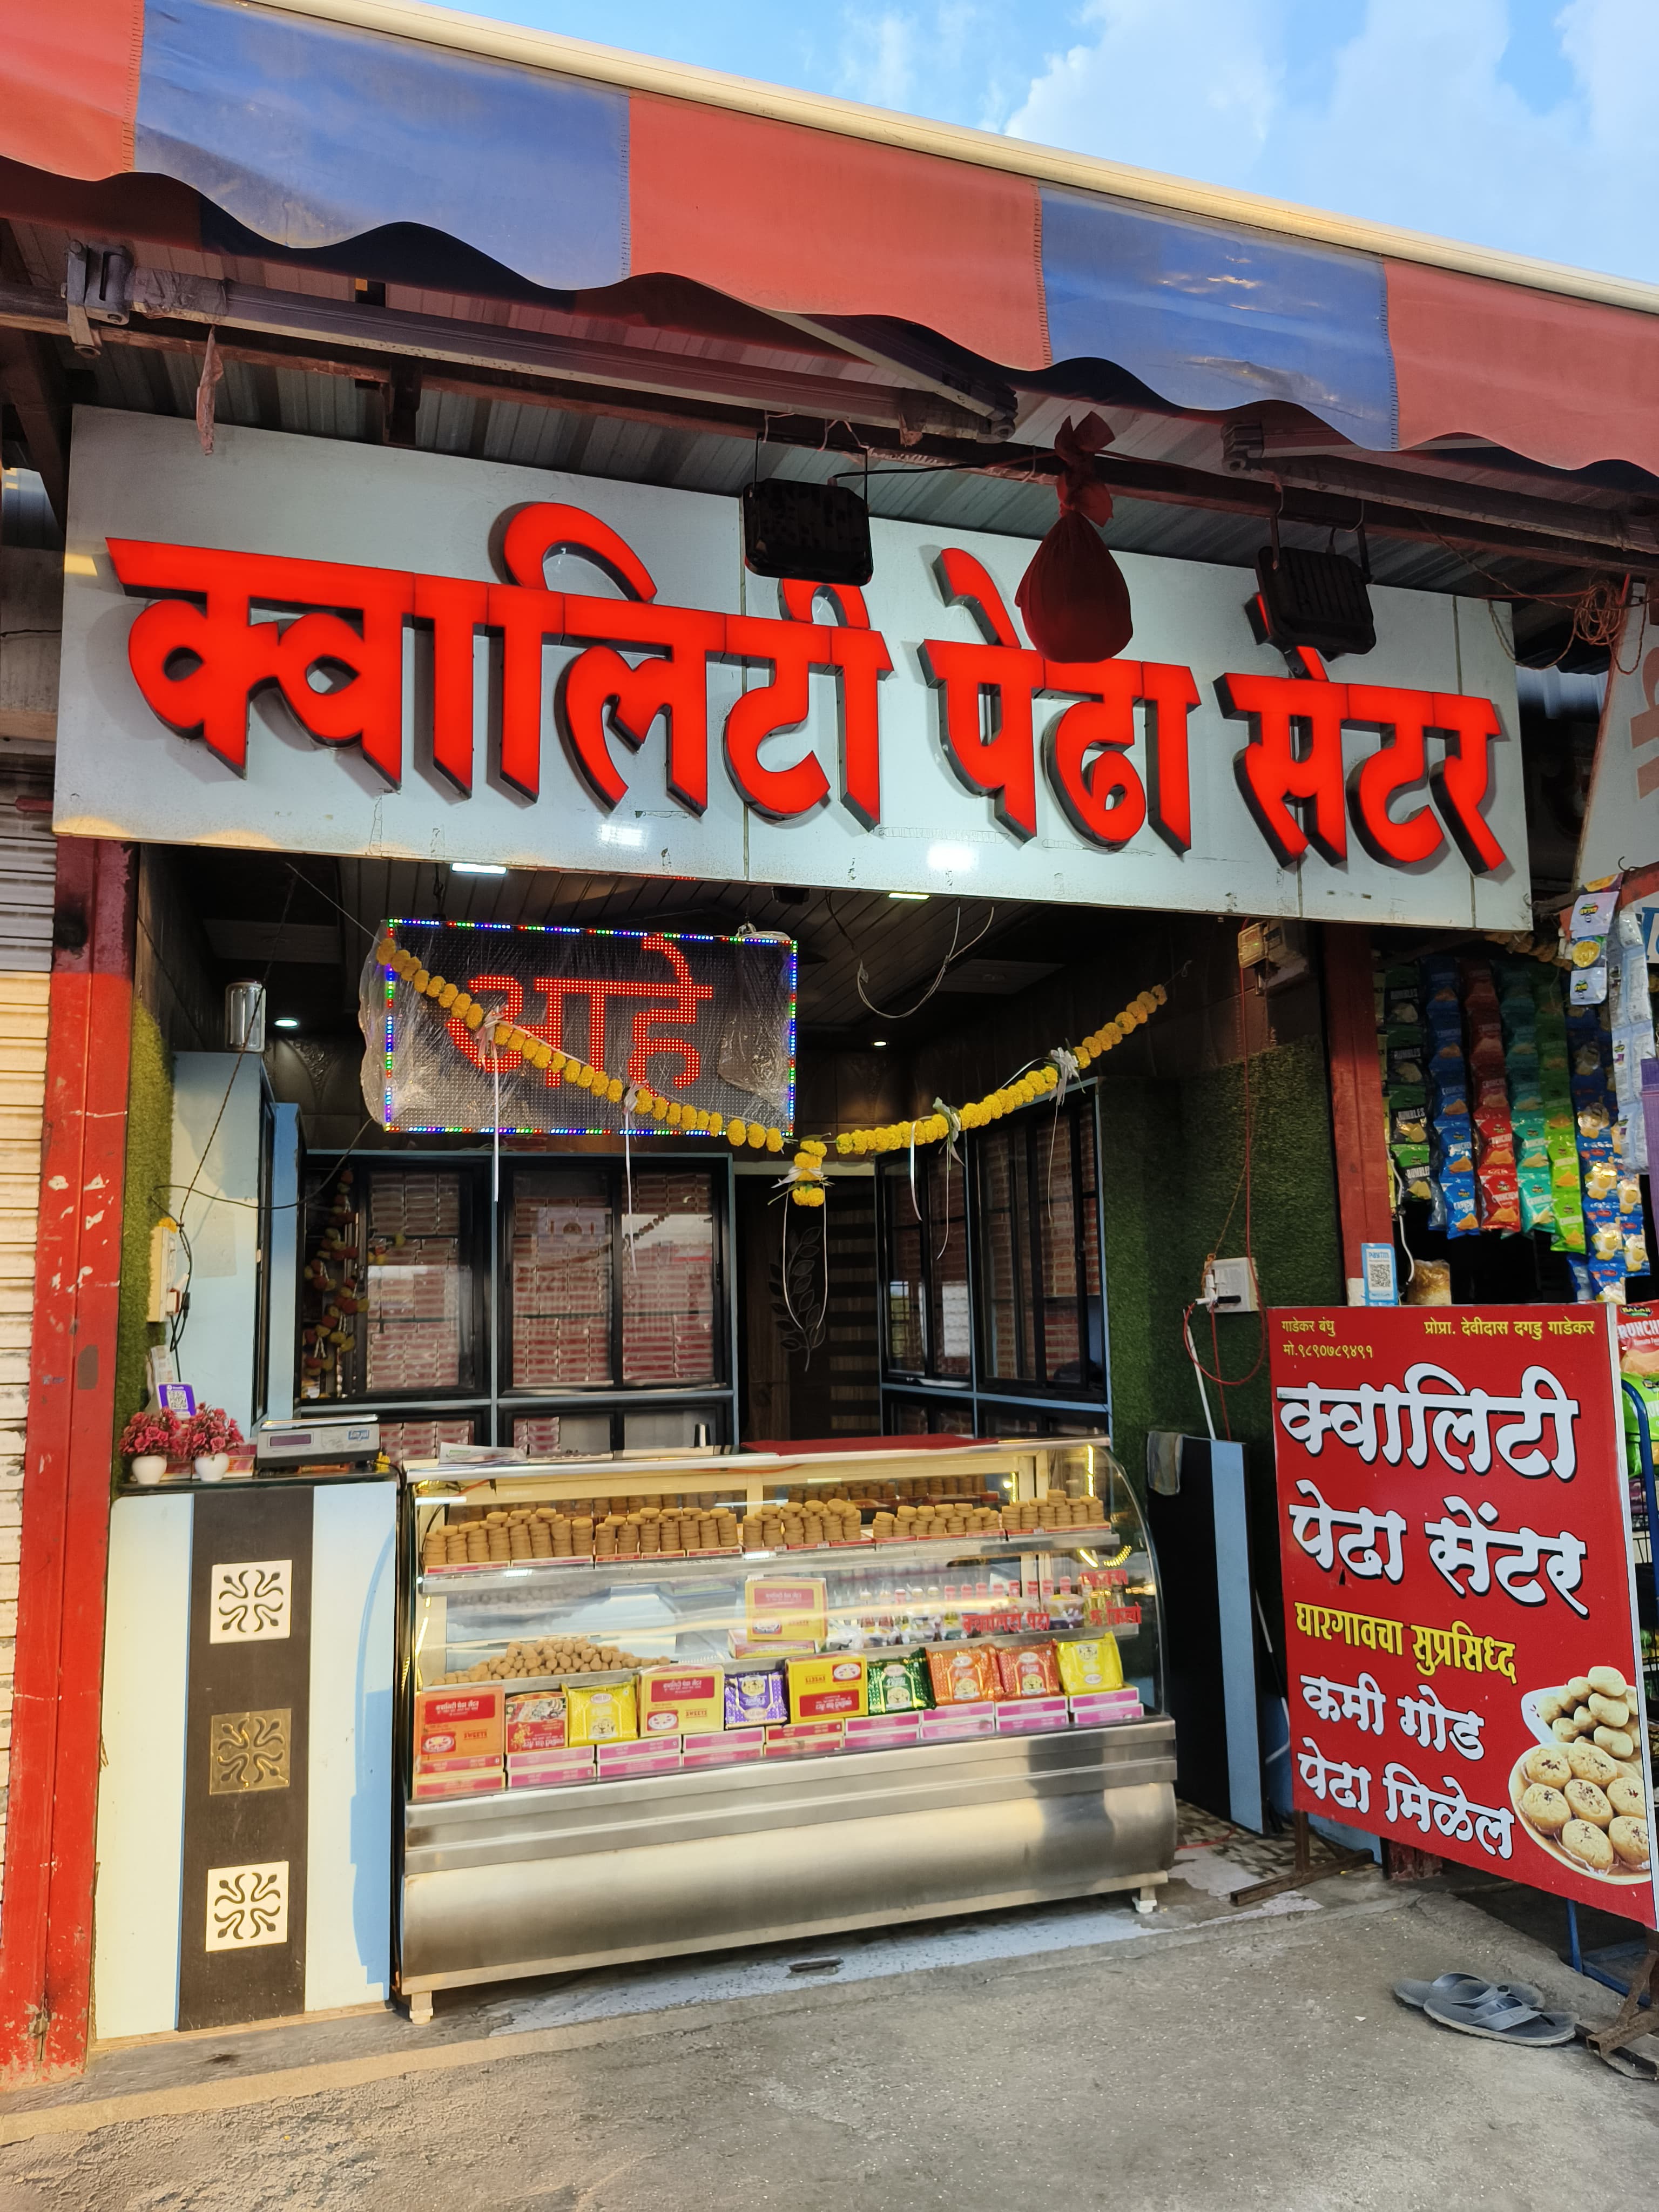 क्वालिटी पेढा सेंटर
आहे
गाडेकर बंधु
प्रोप्रा. देवीदास दगडु गाडेकर
मो.९८९०७८९४९१
क्वालिटी
पेढा सेंटर
घारगावचा सुप्रसिध्द
कमी गोड
पेढा मिळेल